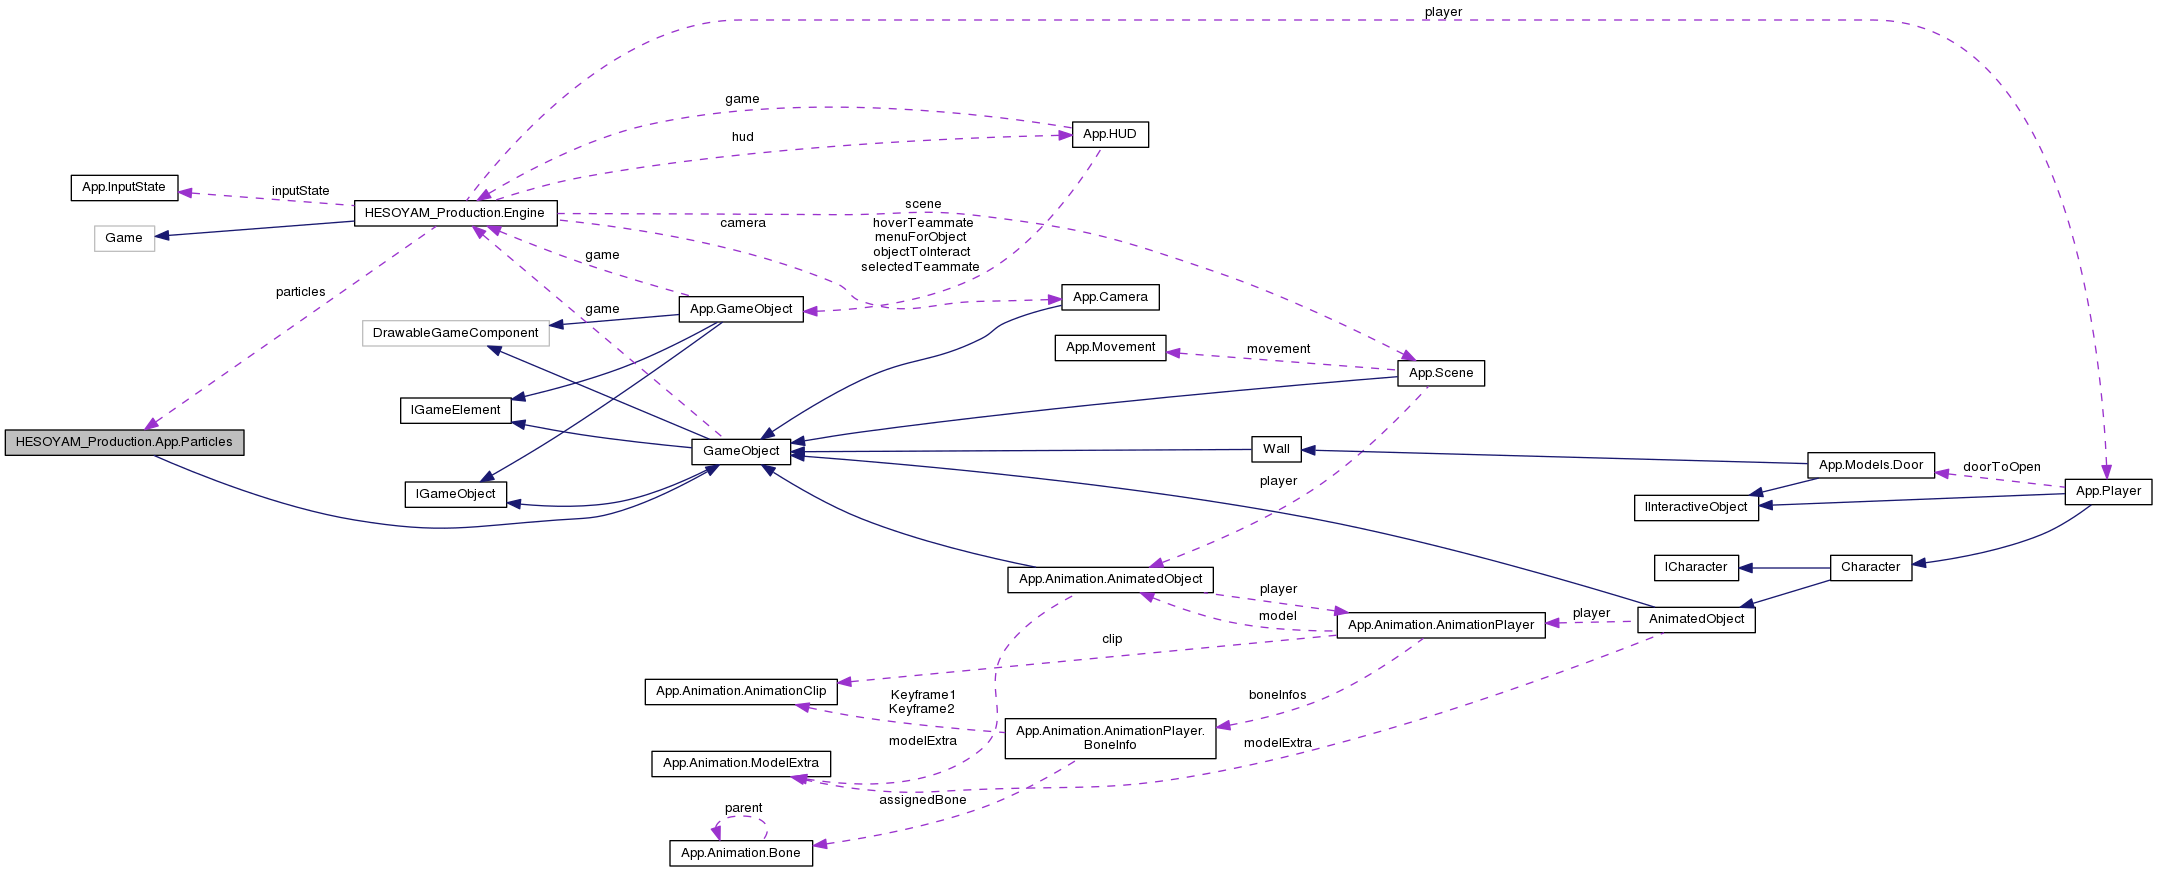 player
game
App.HUD
hud
App.InputState
inputState
HESOYAM_Production.Engine
scene
camera
hoverTeammate
menuForObject
objectToInteract
selectedTeammate
Game
game
particles
App.GameObject
App.Camera
game
DrawableGameComponent
App.Movement
movement
App.Scene
IGameElement
HESOYAM_Production.App.Particles
GameObject
Wall
App.Models.Door
doorToOpen
App.Player
player
IGameObject
IInteractiveObject
ICharacter
Character
App.Animation.AnimatedObject
player
model
App.Animation.AnimationPlayer
player
AnimatedObject
clip
App.Animation.AnimationClip
Keyframe1
Keyframe2
boneInfos
App.Animation.AnimationPlayer.
BoneInfo
modelExtra
modelExtra
App.Animation.ModelExtra
assignedBone
parent
App.Animation.Bone